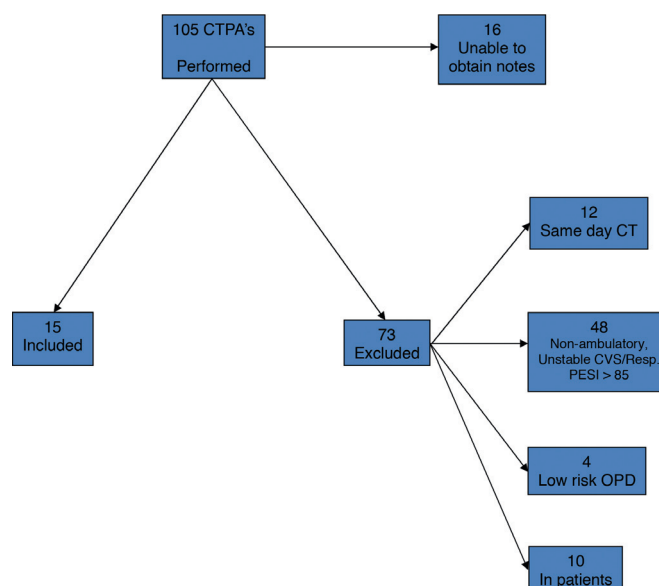 105 CTPA's
Performed
16
Unable to
obtain notes
12
Same day CT
15
Included
73
Excluded
48
Non-ambulatory,
Unstable CVS/Resp.
PESI > 85
4
Low risk OPD
10
In patients